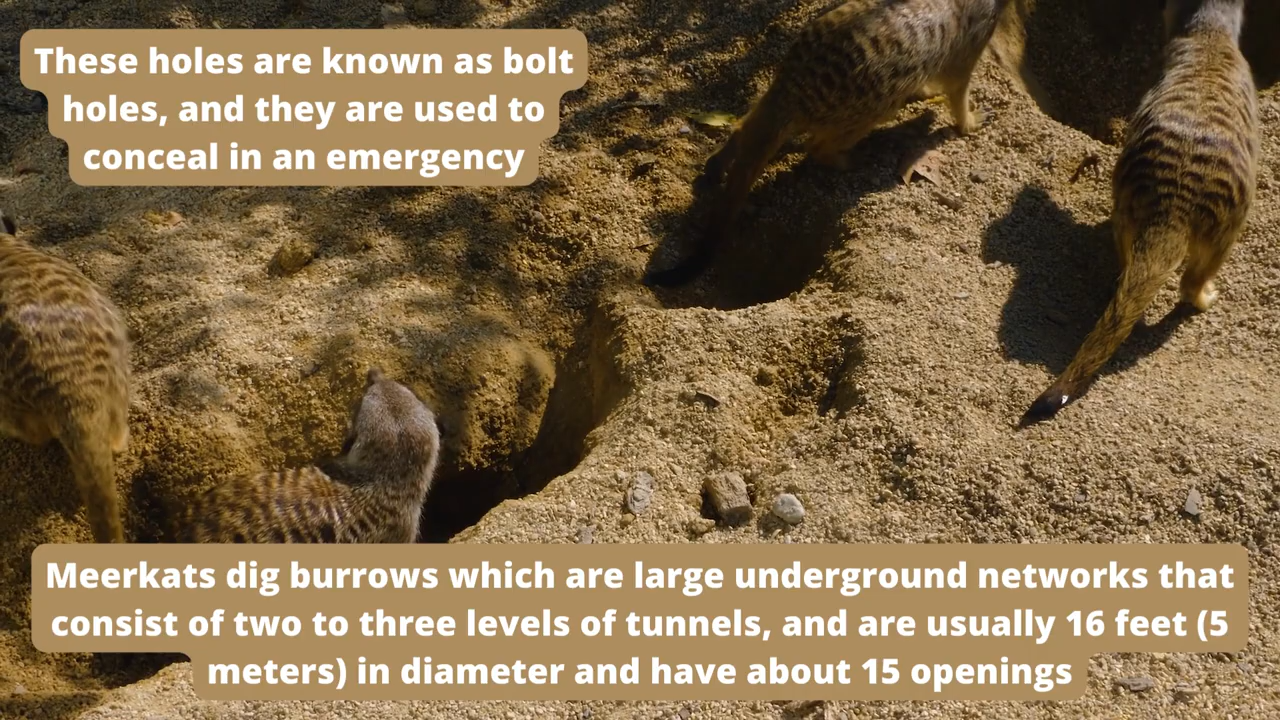 These holes are known as bolt
holes, and they are used to
conceal in an emergency
Meerkats dig burrows which are large underground networks that
consist of two to three levels of tunnels, and are usually 16 feet (5
meters) in diameter and have about 15 openings